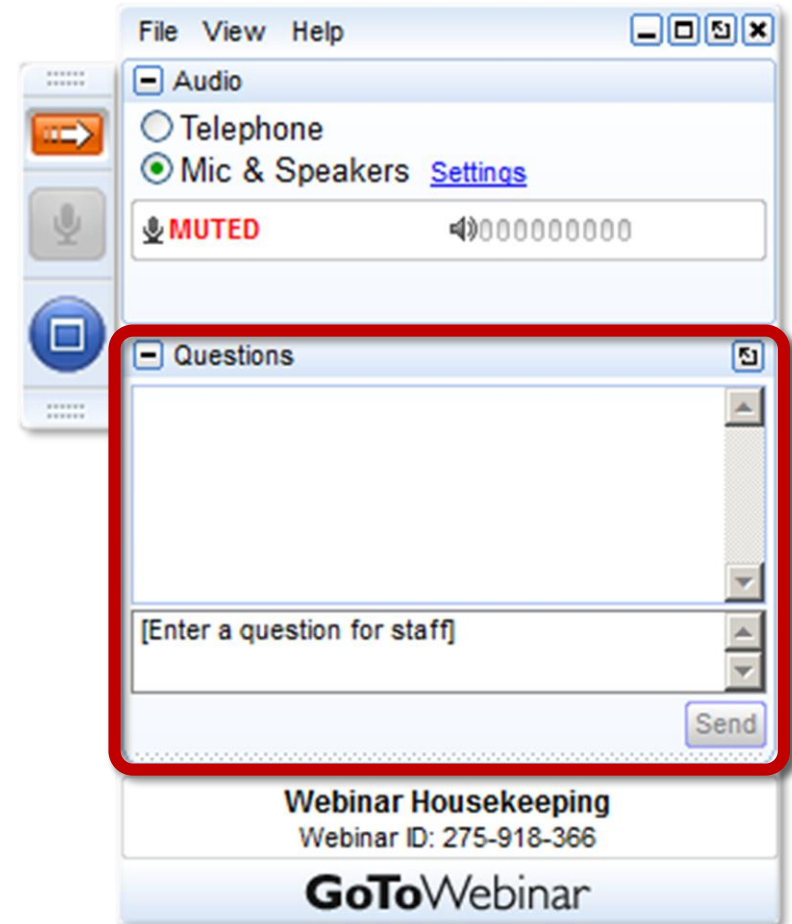 File View Help
Audio
Telephone
Mic & Speakers Settings
MUTED
Questions
[Enter a question for staff]
Send
Webinar Housekeeping
Webinar ID: 275-918-366
GoToWebinar